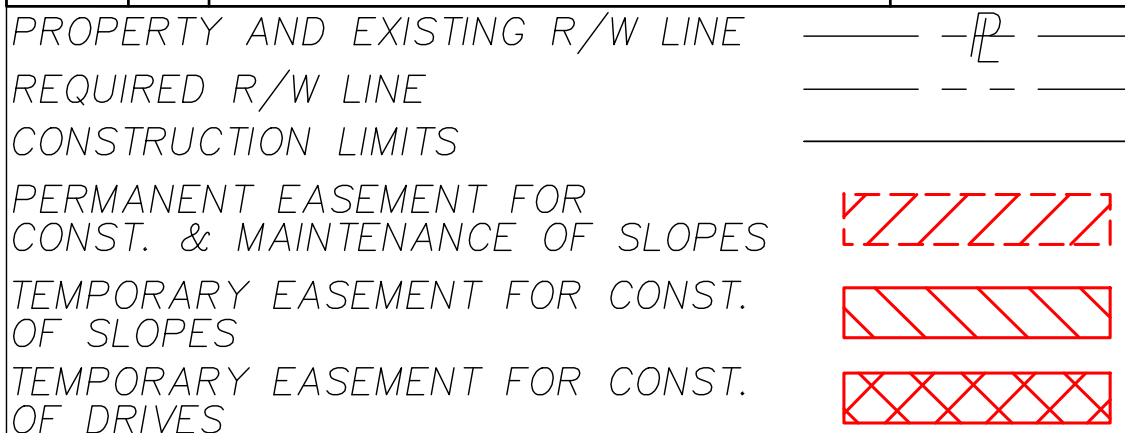 PROPERTY AND EXISTING R/W LINE
PL
REQUIRED R/W LINE
CONSTRUCTION LIMITS
PERMANENT EASEMENT FOR
CONST. & MAINTENANCE OF SLOPES
TEMPORARY EASEMENT FOR CONST.
OF SLOPES
TEMPORARY EASEMENT FOR CONST.
OF DRIVES